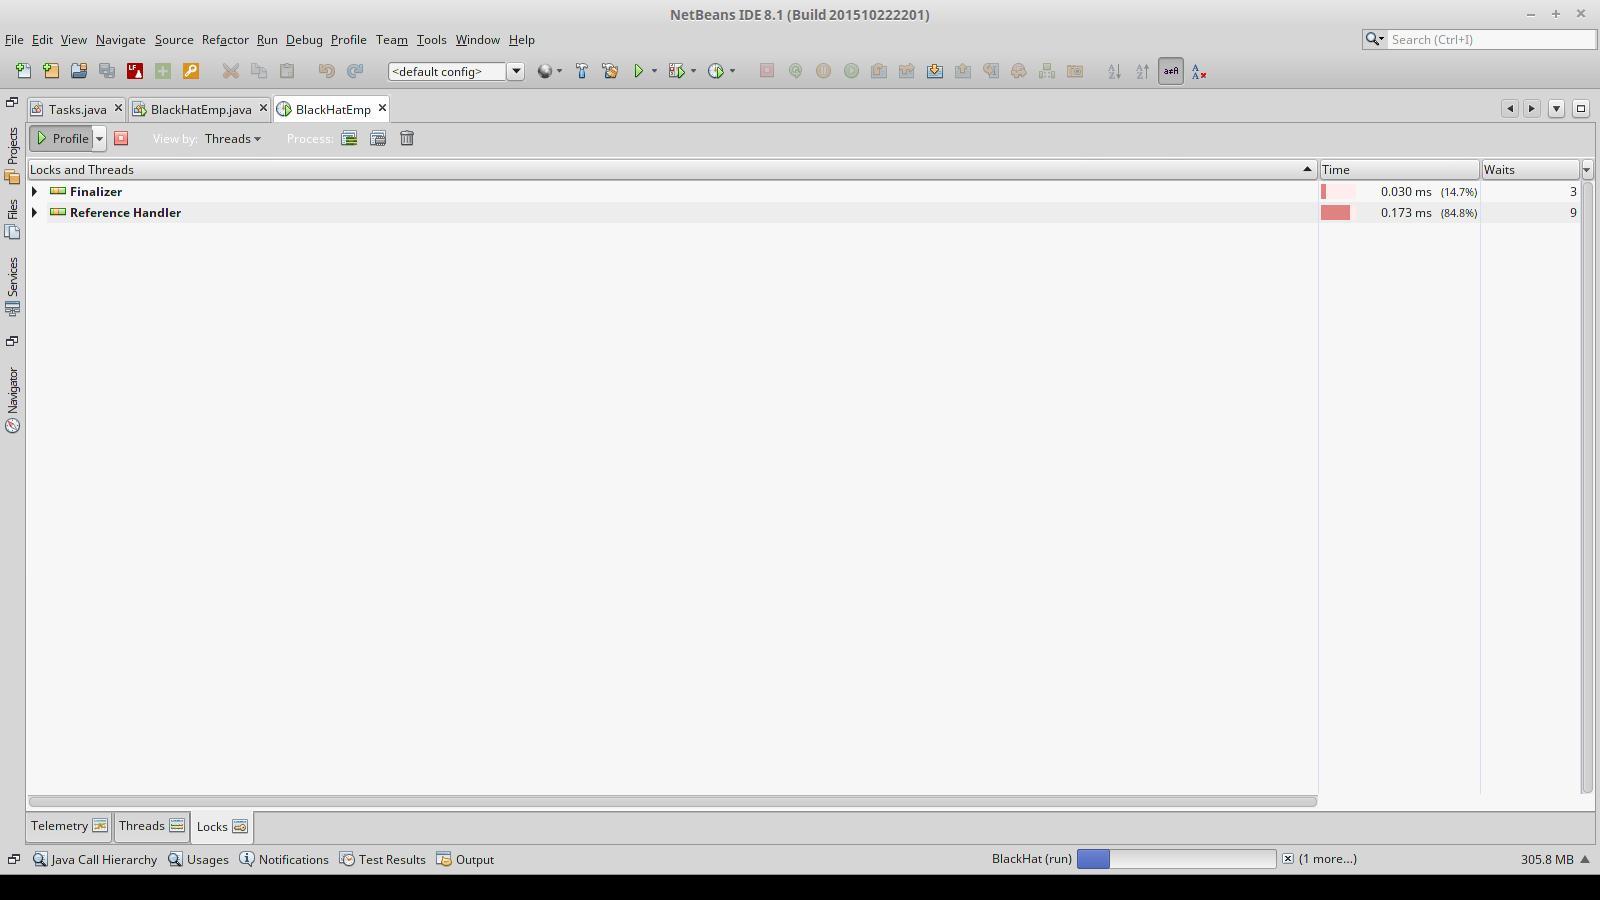 NetBeans IDE 8.1 (Build 201510222201)
File Edit View Navigate Source Refactor Run Debug Profile Team Tools Window Help
Search (Ctrl+I)
<default config>
Tasks.java
BlackHatEmp.java
BlackHatEmp
Profile
View by: Threads
Process:
Projects
Files
Services
Navigator
Locks and Threads Time Waits
Finalizer 0.030 ms (14.7%) 3
Reference Handler 0.173 ms (84.8%) 9
Telemetry Threads Locks
Java Call Hierarchy Usages Notifications Test Results Output
BlackHat (run) (1 more...) 305.8 MB